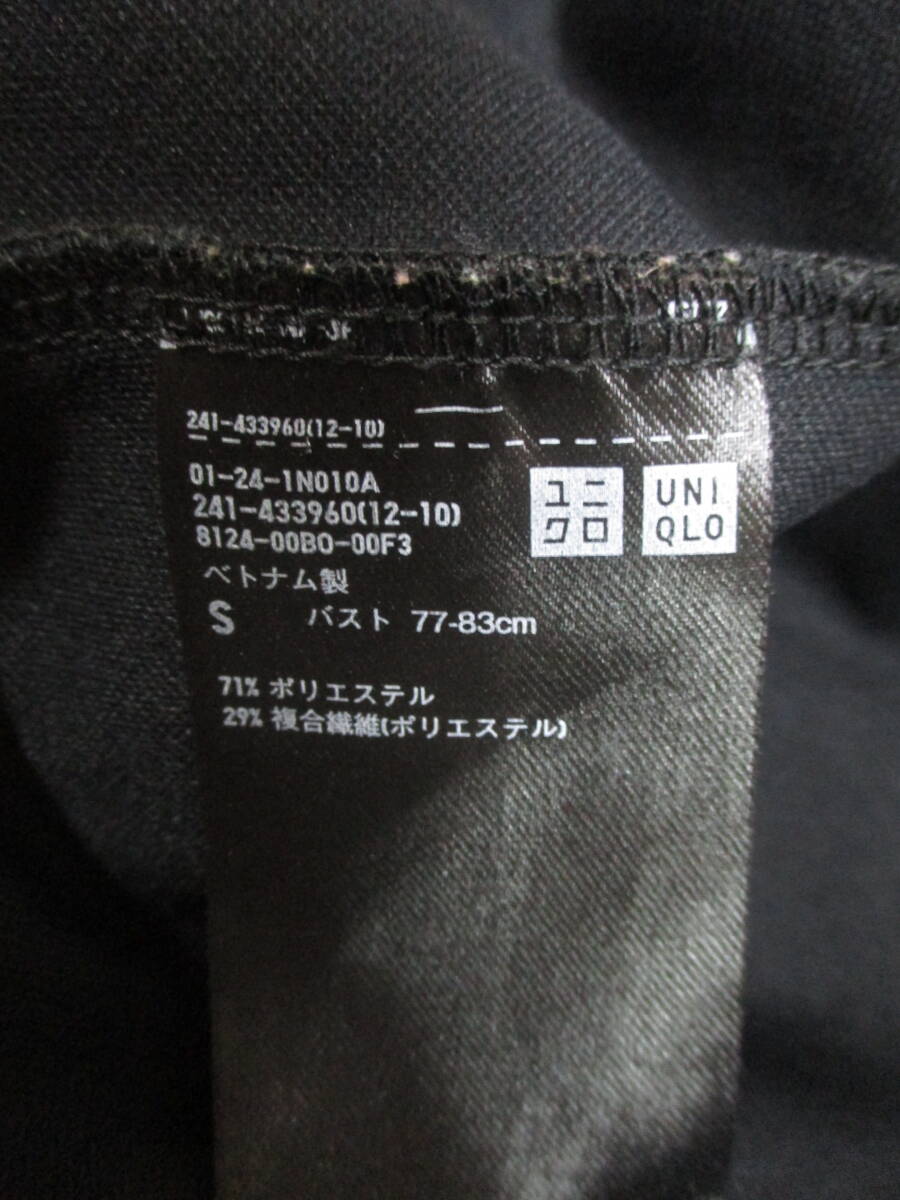 241-433960(12-10)
01-24-1N010A
241-433960(12-10)
8124-00B0-00F3
ベトナム製
S バスト 77-83cm
71% ポリエステル
29% 複合繊維(ポリエステル)
ユニ
クロ
UNI
QLO